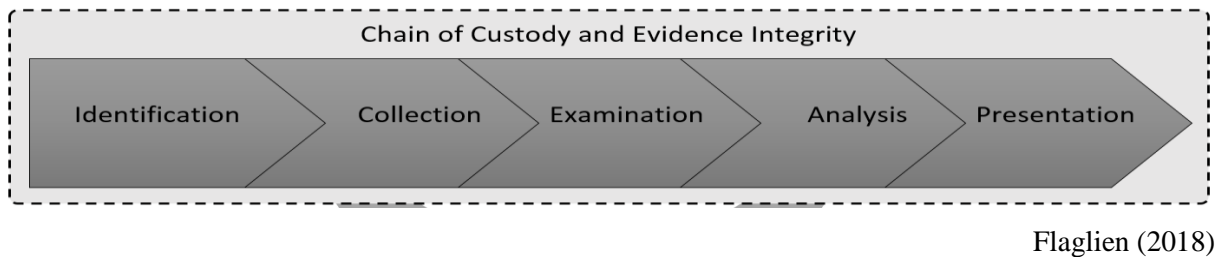 Chain of Custody and Evidence Integrity
Identification Collection Examination Analysis Presentation
Flaglien (2018)